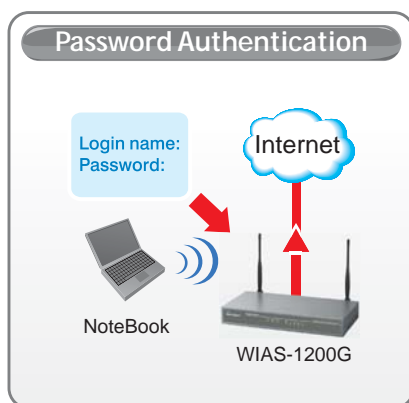 Password Authentication
Login name:
Password:
Internet
NoteBook
WIAS-1200G